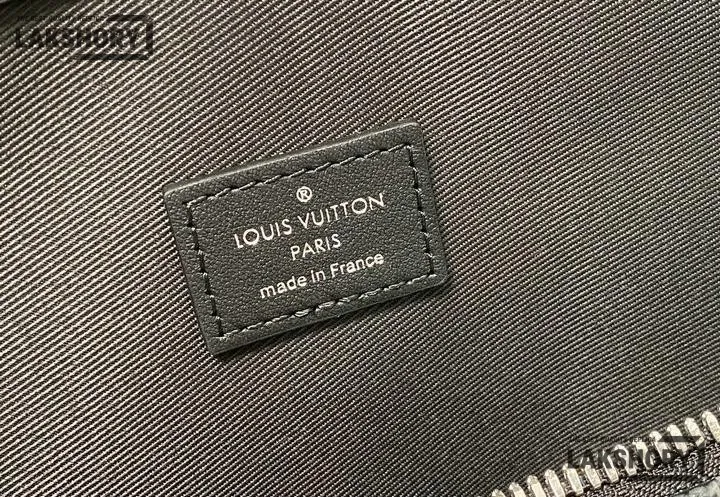 LAKSHORY
®
LOUIS VUITTON
PARIS
made in France
LAKSHORY